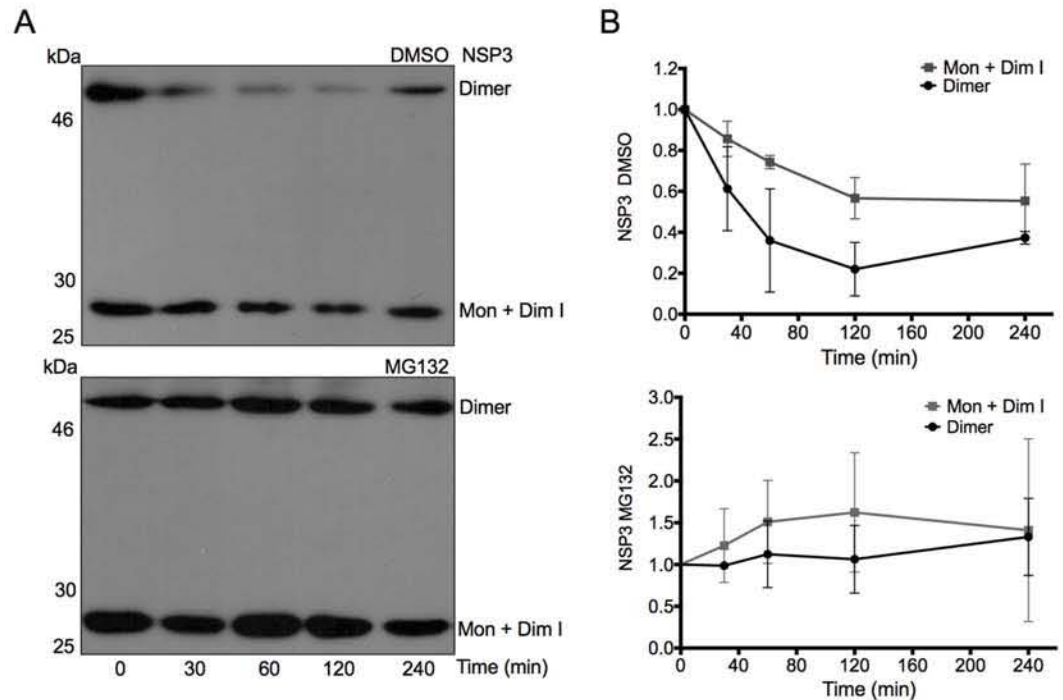 A
kDa
DMSO NSP3
Dimer
46
30
Mon + Dim I
25
kDa
MG132
Dimer
46
30
Mon + Dim I
25
0 30 60 120 240 Time (min)
B
Mon + Dim I
Dimer
NSP3 DMSO
1.2
1.0
0.8
0.6
0.4
0.2
0.0
0 40 80 120 160 200 240
Time (min)
Mon + Dim I
Dimer
NSP3 MG132
3.0
2.5
2.0
1.5
1.0
0.5
0.0
0 40 80 120 160 200 240
Time (min)